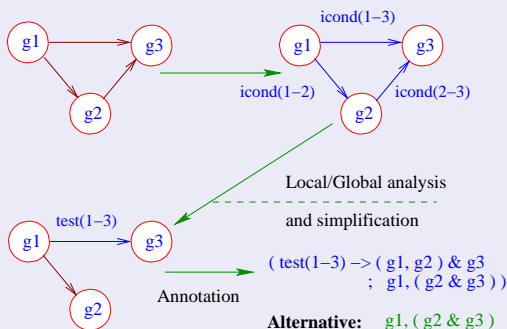 g1
g3
g2
icond(1−3)
g1
g3
icond(1−2)
icond(2−3)
g2
Local/Global analysis
and simplification
test(1−3)
g1
g3
g2
Annotation
( test(1−3) −> ( g1, g2 ) & g3
; g1, ( g2 & g3 ) )
Alternative: g1, ( g2 & g3 )